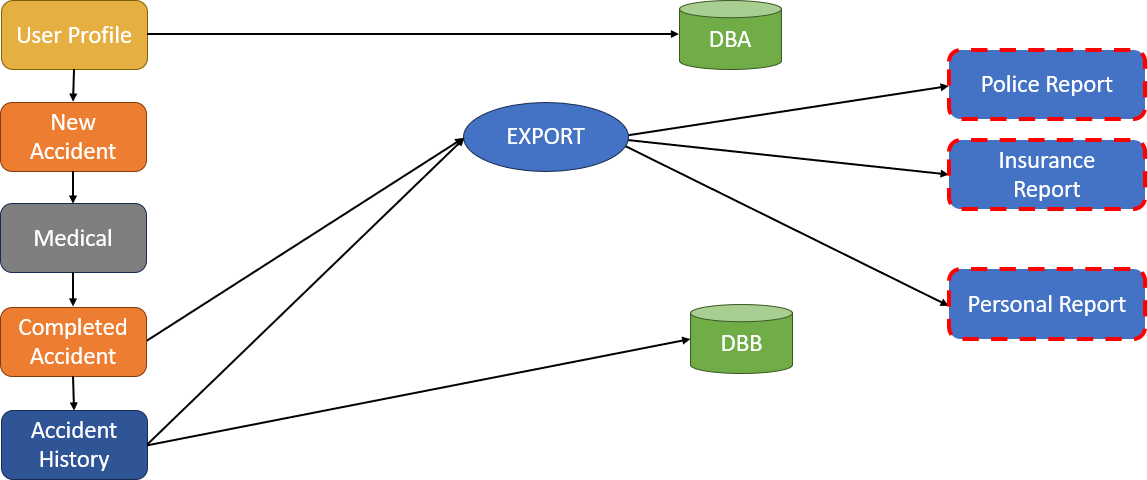 User Profile
New
Accident
Medical
Completed
Accident
Accident
History
EXPORT
DBA
DBB
Police Report
Insurance
Report
Personal Report